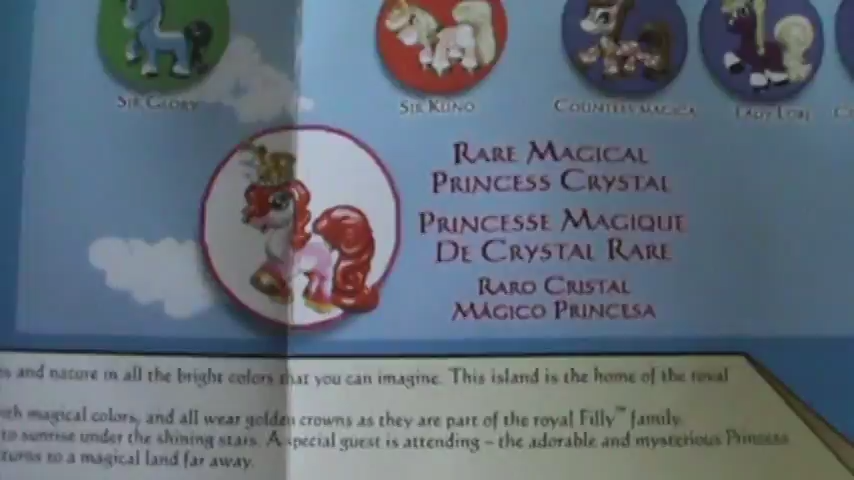 Sir Glory
Sir Kuno
Countess Magica
Lady Lori
Rare Magical
Princess Crystal
Princesse Magique
De Crystal Rare
Raro Cristal
Mágico Princesa
and nature in all the bright colors that you can imagine. This island is the home of the royal
magical colors, and all wear golden crowns as they are part of the royal Filly™ family.
to sunrise under the shining stars. A special guest is attending – the adorable and mysterious Princess
to a magical land far away.